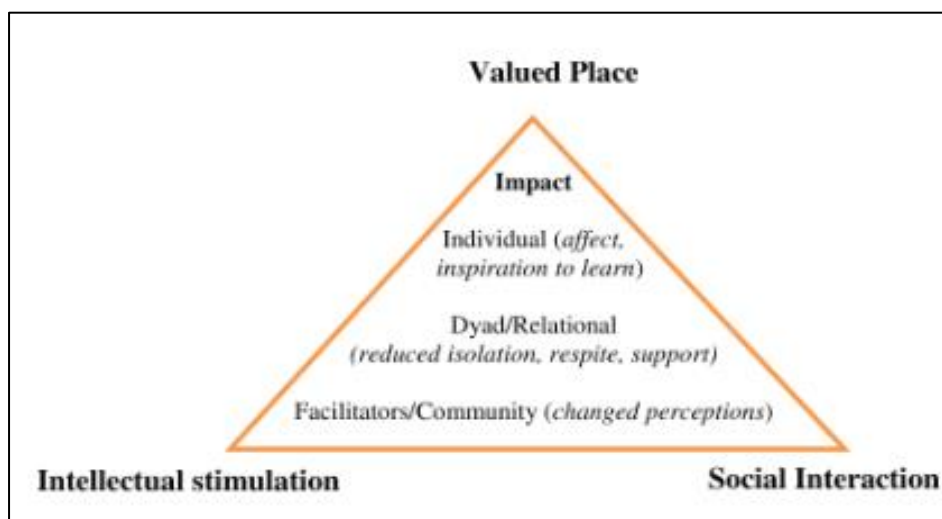 Valued Place
Impact
Individual (affect,
inspiration to learn)
Dyad/Relational
(reduced isolation, respite, support)
Facilitators/Community (changed perceptions)
Intellectual stimulation
Social Interaction